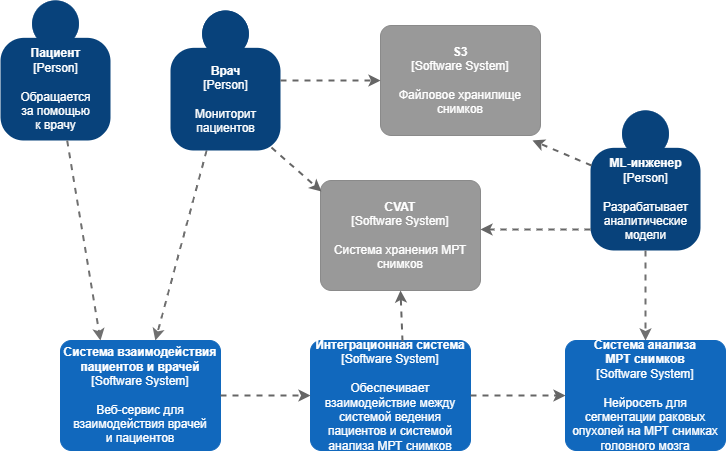 Пациент
[Person]
Обращается
за помощью
к врачу
Врач
[Person]
Мониторит
пациентов
S3
[Software System]
Файловое хранилище
снимков
ML-инженер
[Person]
Разрабатывает
аналитические
модели
CVAT
[Software System]
Система хранения МРТ
снимков
Система взаимодействия
пациентов и врачей
[Software System]
Веб-сервис для
взаимодействия врачей
и пациентов
Интеграционная система
[Software System]
Обеспечивает
взаимодействие между
системой ведения
пациентов и системой
анализа МРТ снимков
Система анализа
МРТ снимков
[Software System]
Нейросеть для
сегментации раковых
опухолей на МРТ снимках
головного мозга